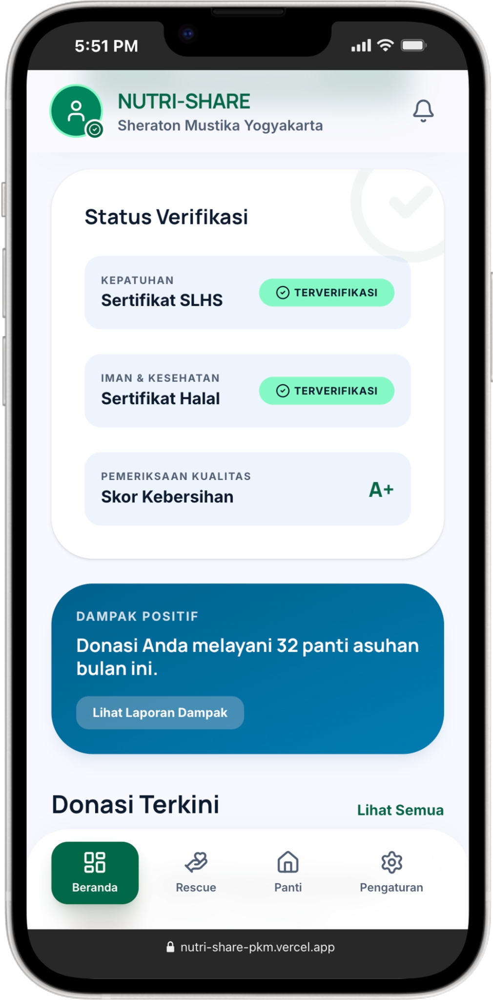 5:51 PM
NUTRI-SHARE
Sheraton Mustika Yogyakarta
Status Verifikasi
KEPATUHAN
Sertifikat SLHS
TERVERIFIKASI
IMAN & KESEHATAN
Sertifikat Halal
TERVERIFIKASI
PEMERIKSAAN KUALITAS
Skor Kebersihan
A+
DAMPAK POSITIF
Donasi Anda melayani 32 panti asuhan
bulan ini.
Lihat Laporan Dampak
Donasi Terkini
Lihat Semua
Beranda
Rescue
Panti
Pengaturan
nutri-share-pkm.vercel.app